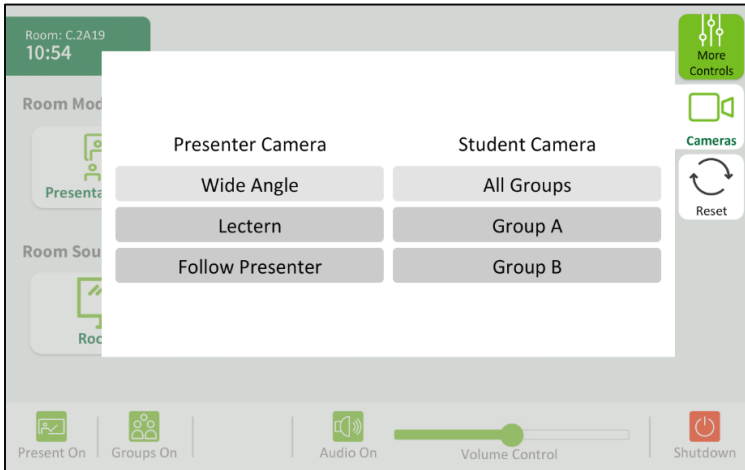 Room: C.2A19
10:54
Room Mod
Presenta
Room Sou
Roo
Presenter Camera
Wide Angle
Lectern
Follow Presenter
Student Camera
All Groups
Group A
Group B
More
Controls
Cameras
Reset
Present On
Groups On
Audio On
Volume Control
Shutdown